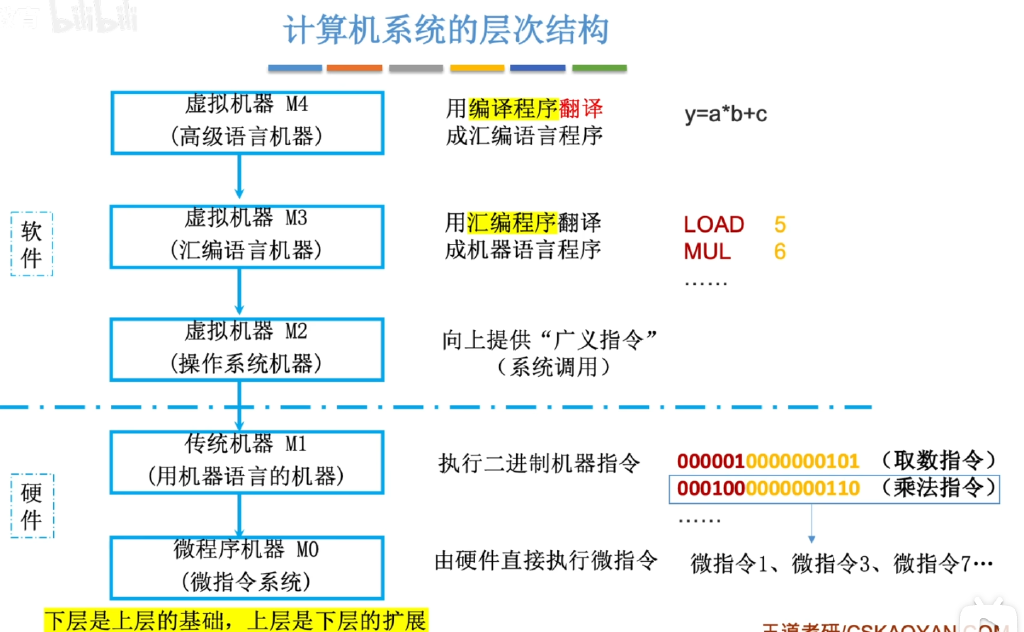 bilibili
计算机系统的层次结构
虚拟机器 M4
(高级语言机器)
用编译程序翻译
成汇编语言程序
y=a*b+c
软
件
虚拟机器 M3
(汇编语言机器)
用汇编程序翻译
成机器语言程序
LOAD 5
MUL 6
……
虚拟机器 M2
(操作系统机器)
向上提供“广义指令”
（系统调用）
硬
件
传统机器 M1
(用机器语言的机器)
执行二进制机器指令
0000010000000101 （取数指令）
0001000000000110 （乘法指令）
……
微程序机器 M0
(微指令系统)
由硬件直接执行微指令
微指令1、微指令3、微指令7…
下层是上层的基础，上层是下层的扩展
王道考研/CSKAOYAN.COM